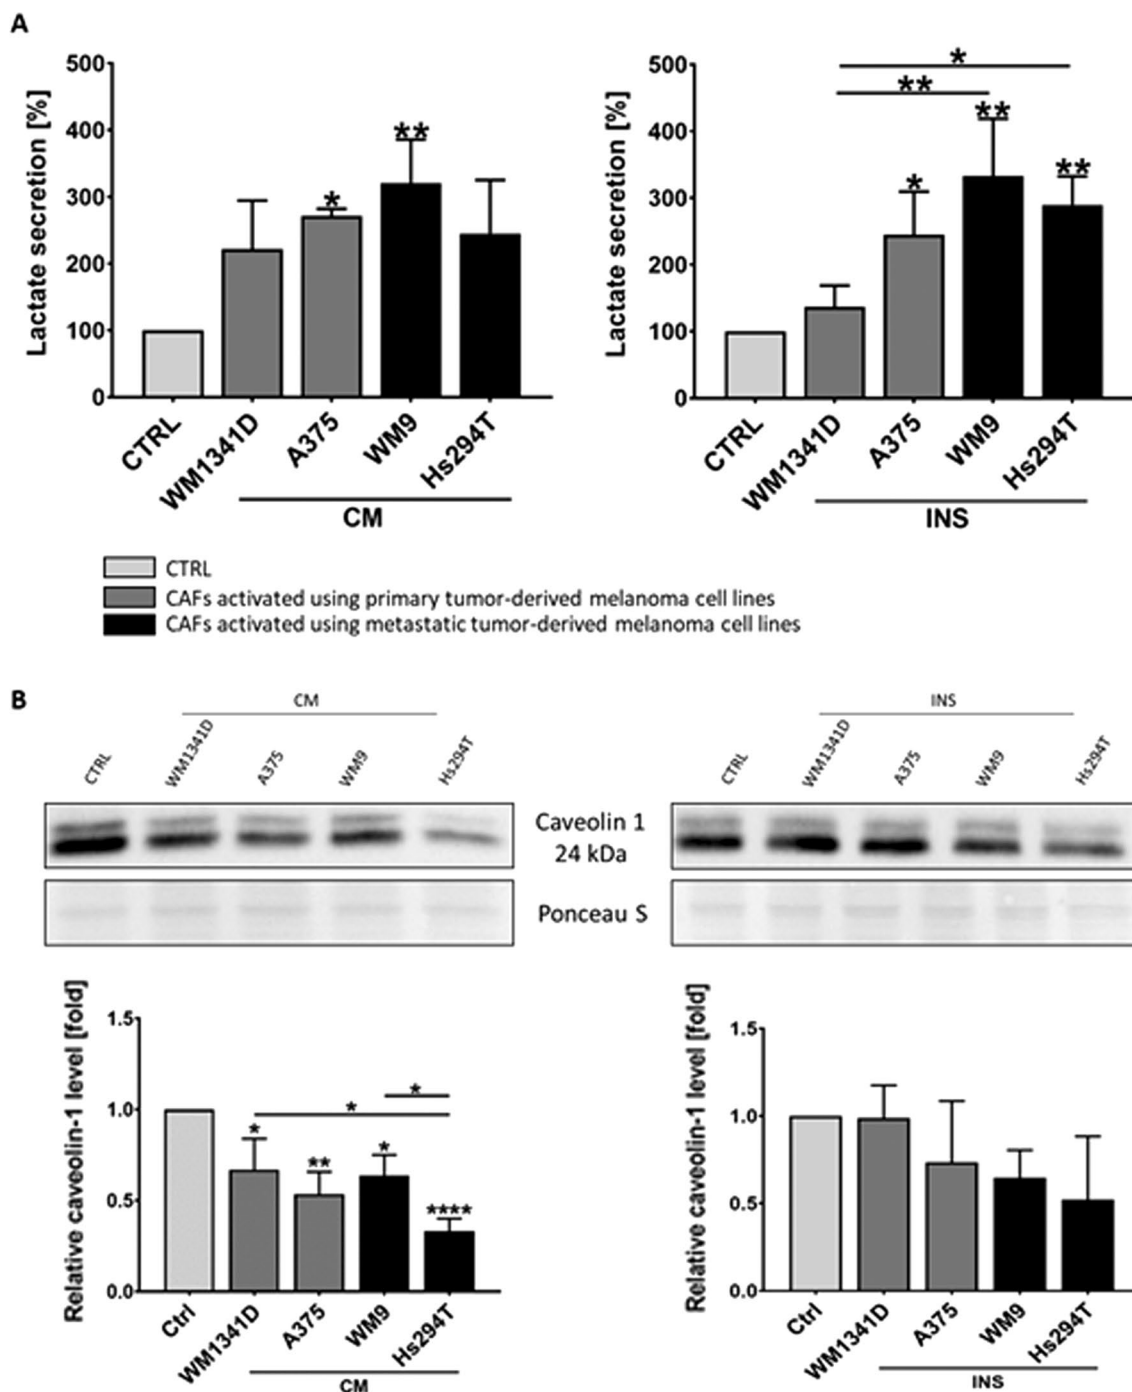 A
Lactate secretion [%]
500
400
300
200
100
0
*
**
CTRL
WM1341D
A375
WM9
Hs294T
CM
Lactate secretion [%]
500
400
300
200
100
0
*
**
*
**
**
CTRL
WM1341D
A375
WM9
Hs294T
INS
CTRL
CAFs activated using primary tumor-derived melanoma cell lines
CAFs activated using metastatic tumor-derived melanoma cell lines
B
CM
CTRL
WM1341D
A375
WM9
Hs294T
INS
CTRL
WM1341D
A375
WM9
Hs294T
Caveolin 1
24 kDa
Ponceau S
Relative caveolin-1 level [fold]
1.5
1.0
0.5
0.0
*
*
*
**
*
****
Ctrl
WM1341D
A375
WM9
Hs294T
CM
Relative caveolin-1 level [fold]
1.5
1.0
0.5
0.0
Ctrl
WM1341D
A375
WM9
Hs294T
INS